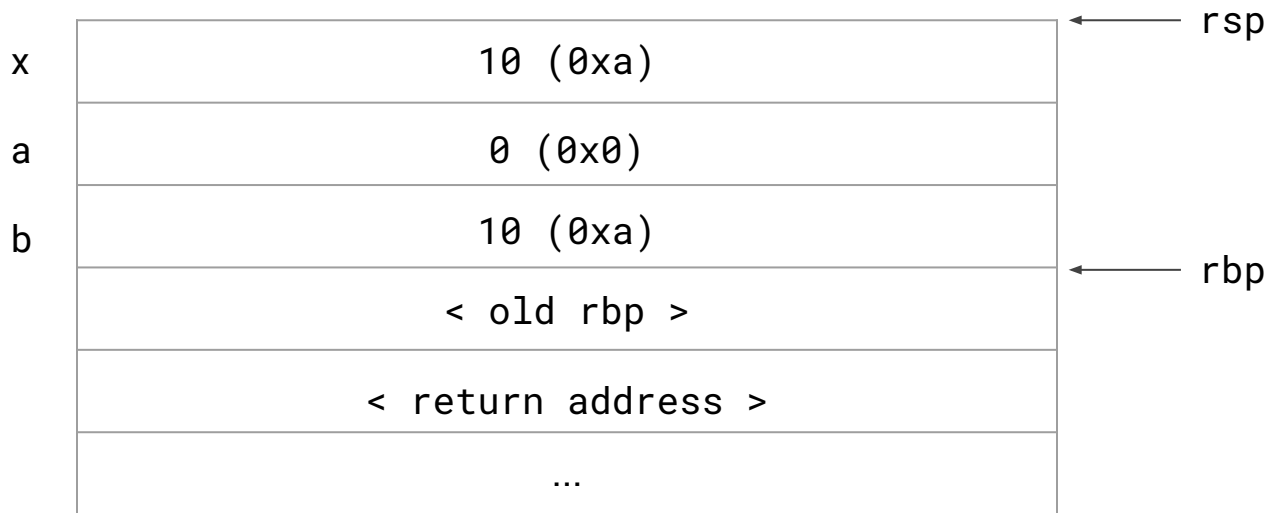 rsp
x 10 (0xa)
a 0 (0x0)
b 10 (0xa)
rbp
< old rbp >
< return address >
...